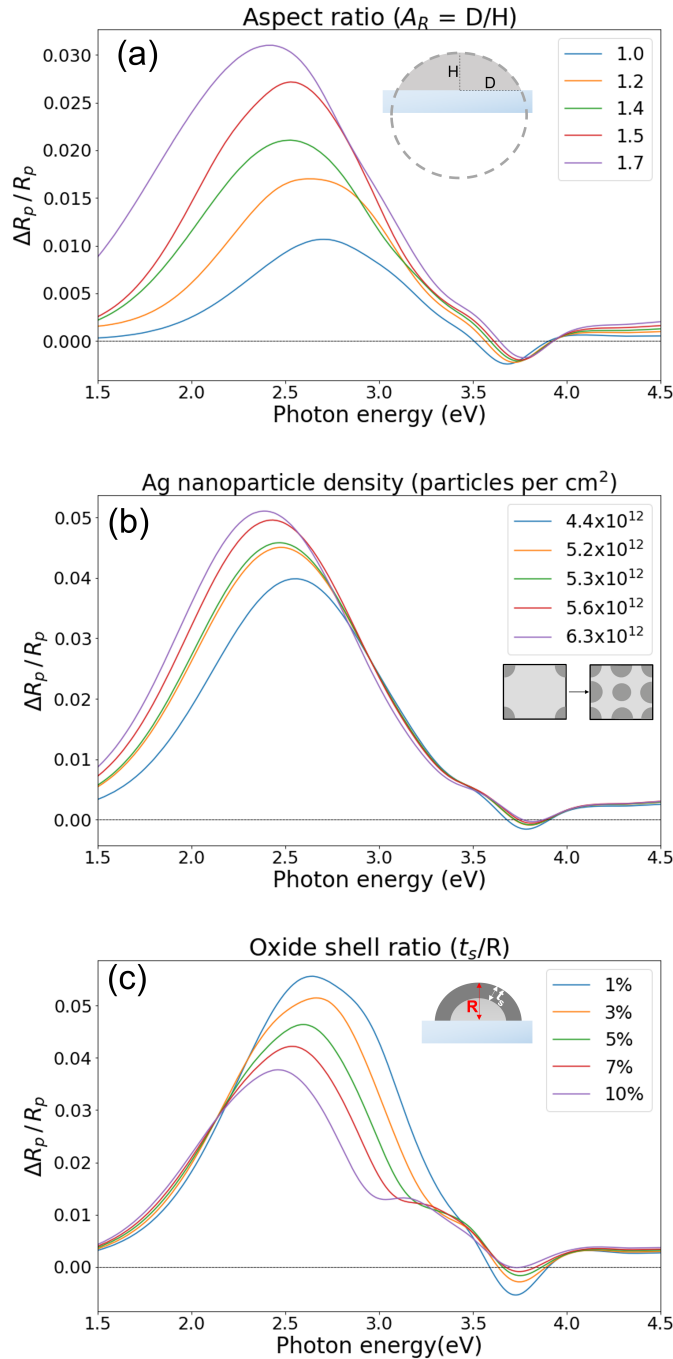 Aspect ratio (A_R = D/H)
(a)
0.030
0.025
0.020
0.015
0.010
0.005
0.000
ΔR_p / R_p
H
D
1.0
1.2
1.4
1.5
1.7
1.5 2.0 2.5 3.0 3.5 4.0 4.5
Photon energy (eV)
Ag nanoparticle density (particles per cm²)
(b)
0.05
0.04
0.03
0.02
0.01
0.00
ΔR_p / R_p
4.4x10¹²
5.2x10¹²
5.3x10¹²
5.6x10¹²
6.3x10¹²
1.5 2.0 2.5 3.0 3.5 4.0 4.5
Photon energy (eV)
Oxide shell ratio (t_s/R)
(c)
0.05
0.04
0.03
0.02
0.01
0.00
ΔR_p / R_p
R
t_s
1%
3%
5%
7%
10%
1.5 2.0 2.5 3.0 3.5 4.0 4.5
Photon energy(eV)